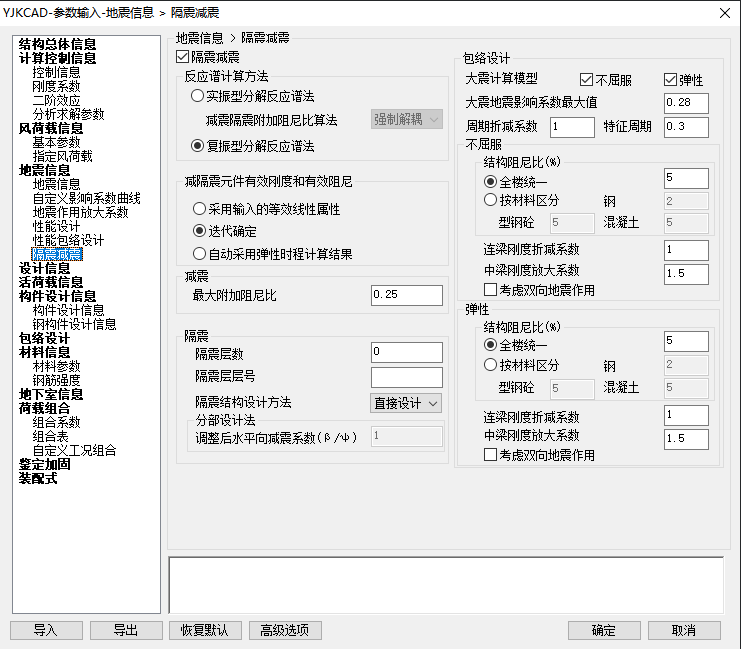 YJKCAD-参数输入-地震信息 > 隔震减震
结构总体信息
计算控制信息
控制信息
刚度系数
二阶效应
分析求解参数
风荷载信息
基本参数
指定风荷载
地震信息
地震信息
自定义影响系数曲线
地震作用放大系数
性能设计
性能包络设计
隔震减震
设计信息
活荷载信息
构件设计信息
构件设计信息
钢构件设计信息
包络设计
材料信息
材料参数
钢筋强度
地下室信息
荷载组合
组合系数
组合表
自定义工况组合
鉴定加固
装配式
地震信息 > 隔震减震
隔震减震
反应谱计算方法
实振型分解反应谱法
减震隔震附加阻尼比算法 强制解耦
复振型分解反应谱法
减隔震元件有效刚度和有效阻尼
采用输入的等效线性属性
迭代确定
自动采用弹性时程计算结果
减震
最大附加阻尼比 0.25
隔震
隔震层数 0
隔震层层号
隔震结构设计方法 直接设计
分部设计法
调整后水平向减震系数(β/ψ) 1
包络设计
大震计算模型 不屈服 弹性
大震地震影响系数最大值 0.28
周期折减系数 1 特征周期 0.3
不屈服
结构阻尼比(%)
全楼统一 5
按材料区分 钢 2
型钢砼 5 混凝土 5
连梁刚度折减系数 1
中梁刚度放大系数 1.5
考虑双向地震作用
弹性
结构阻尼比(%)
全楼统一 5
按材料区分 钢 2
型钢砼 5 混凝土 5
连梁刚度折减系数 1
中梁刚度放大系数 1.5
考虑双向地震作用
导入 导出 恢复默认 高级选项 确定 取消